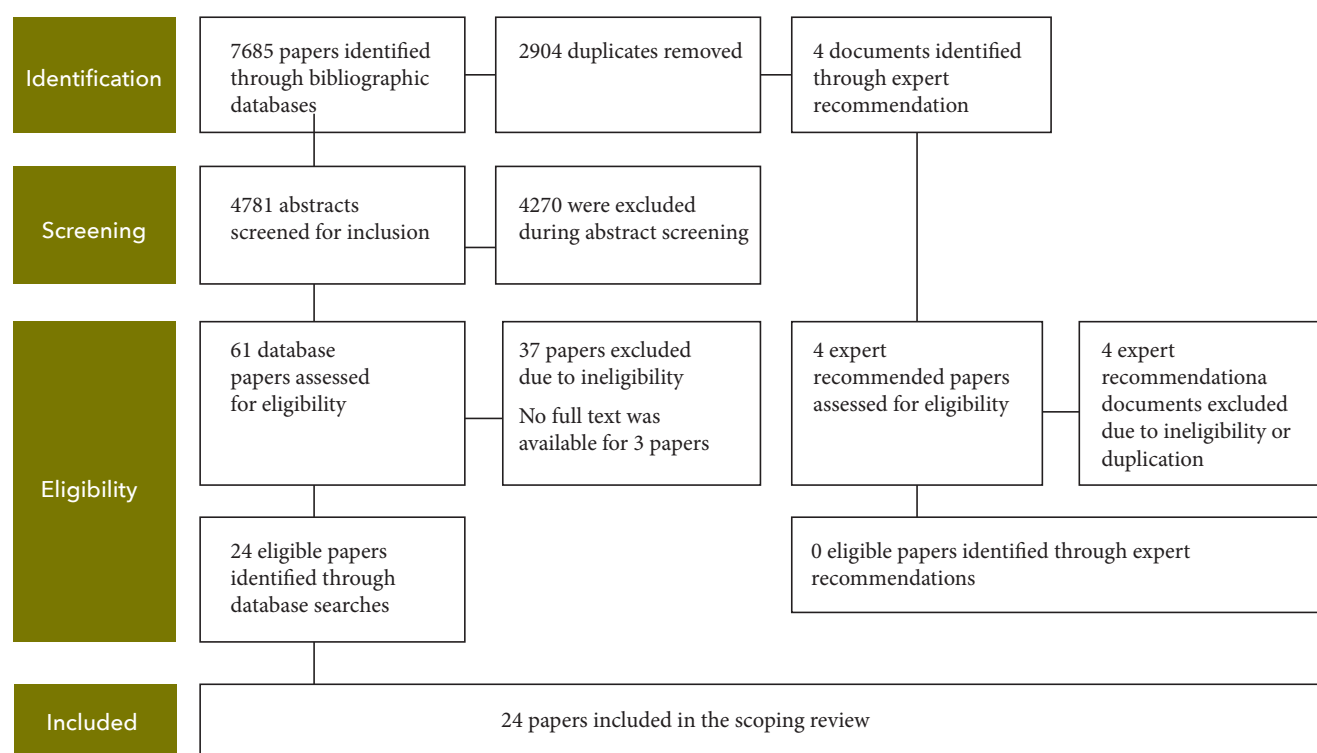 Identification
7685 papers identified
through bibliographic
databases
2904 duplicates removed
4 documents identified
through expert
recommendation
Screening
4781 abstracts
screened for inclusion
4270 were excluded
during abstract screening
Eligibility
61 database
papers assessed
for eligibility
37 papers excluded
due to ineligibility
No full text was
available for 3 papers
4 expert
recommended papers
assessed for eligibility
4 expert
recommendationa
documents excluded
due to ineligibility or
duplication
24 eligible papers
identified through
database searches
0 eligible papers identified through expert
recommendations
Included
24 papers included in the scoping review